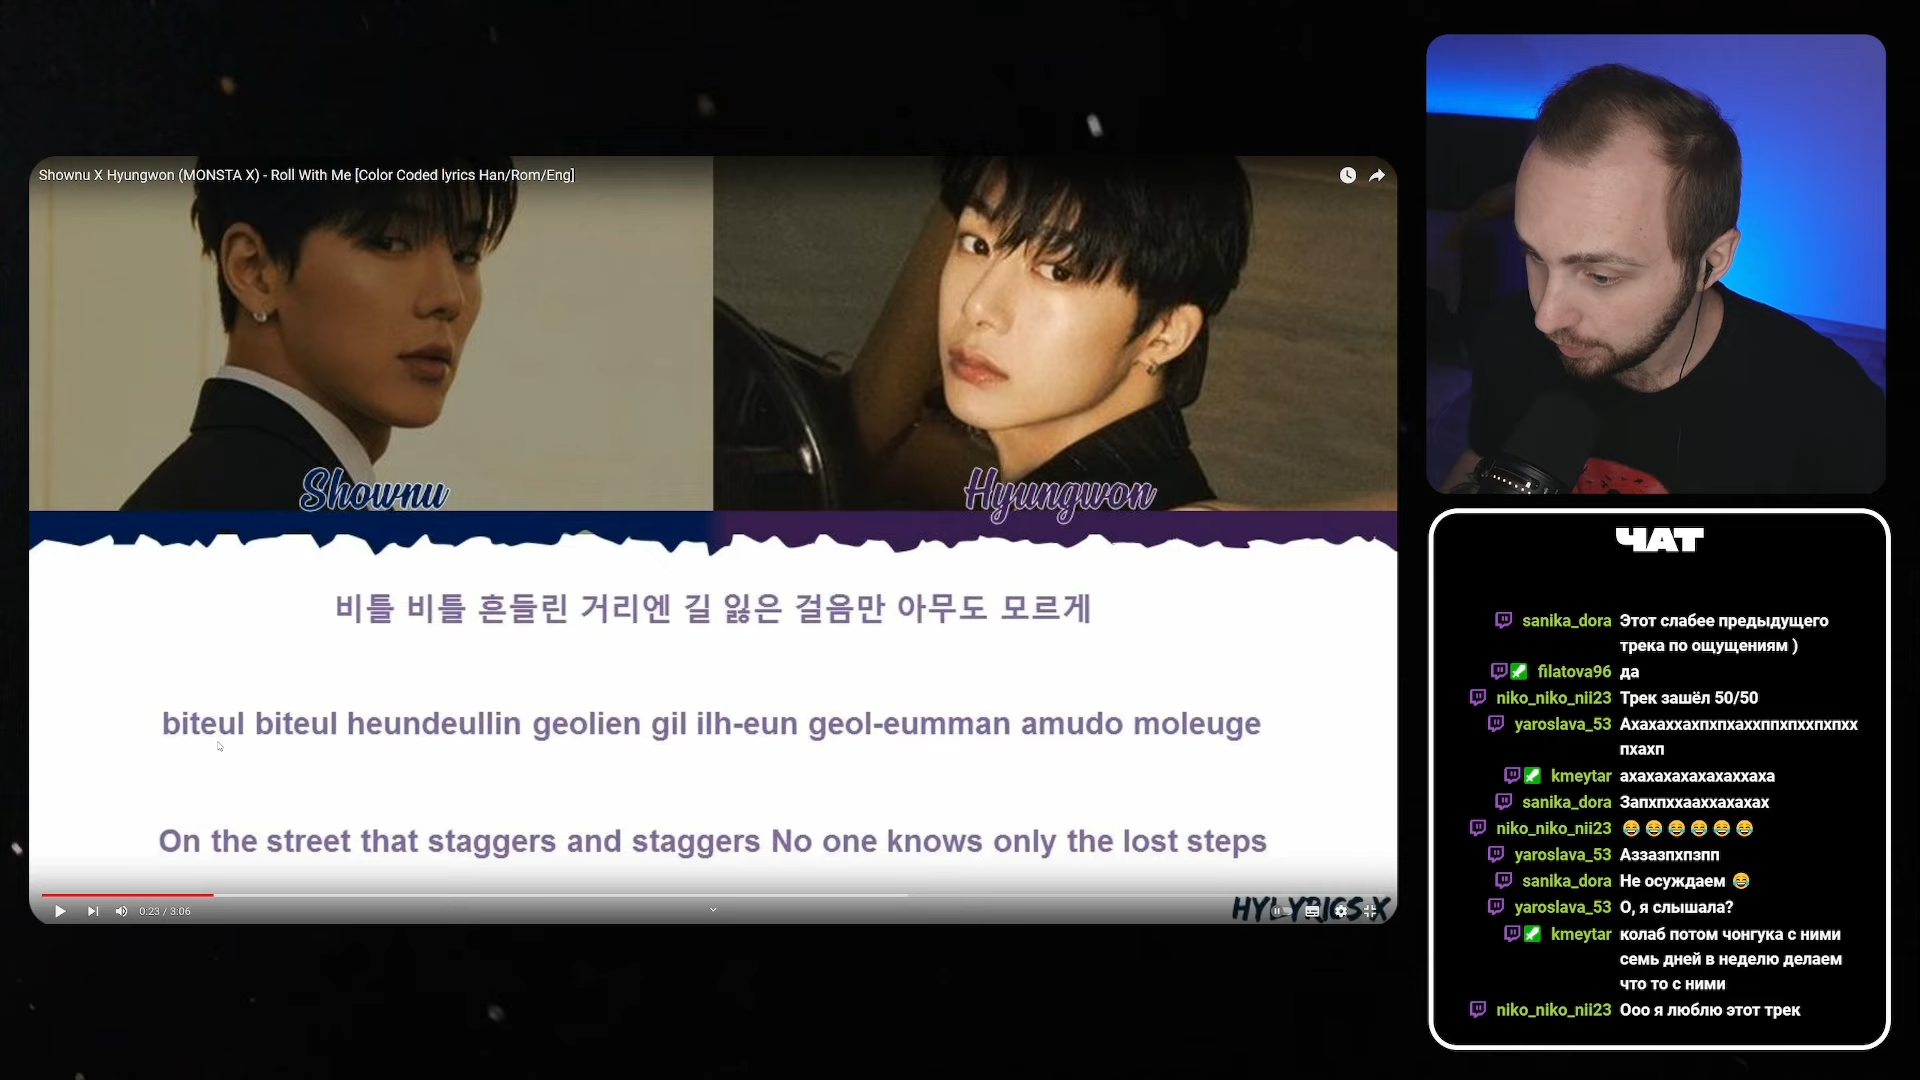 Shownu X Hyungwon (MONSTA X) - Roll With Me [Color Coded lyrics Han/Rom/Eng]
Shownu
Hyungwon
비틀 비틀 흔들린 거리엔 길 잃은 걸음만 아무도 모르게
biteul biteul heundeullin geolien gil ilh-eun geol-eumman amudo moleuge
On the street that staggers and staggers No one knows only the lost steps
0:23 / 3:06
HYLYRICS.X
ЧАТ
sanika_dora Этот слабее предыдущего
трека по ощущениям )
filatova96 да
niko_niko_nii23 Трек зашёл 50/50
yaroslava_53 Ахахаххахпхпхаххппхпххпхпхх
пхахп
kmeytar ахахахахахахаххаха
sanika_dora Запхпххааххахахах
niko_niko_nii23 😂 😂 😂 😂 😂 😂
yaroslava_53 Аззазпхпзпп
sanika_dora Не осуждаем 😂
yaroslava_53 О, я слышала?
kmeytar колаб потом чонгука с ними
семь дней в неделю делаем
что то с ними
niko_niko_nii23 Ооо я люблю этот трек